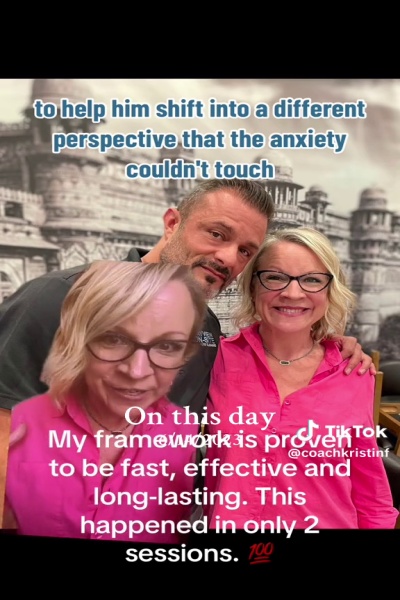 to help him shift into a different
perspective that the anxiety
couldn't touch
On this day
TikTok
My framework is proven
@coachkristinf
to be fast, effective and
long-lasting. This
happened in only 2
sessions. 💯